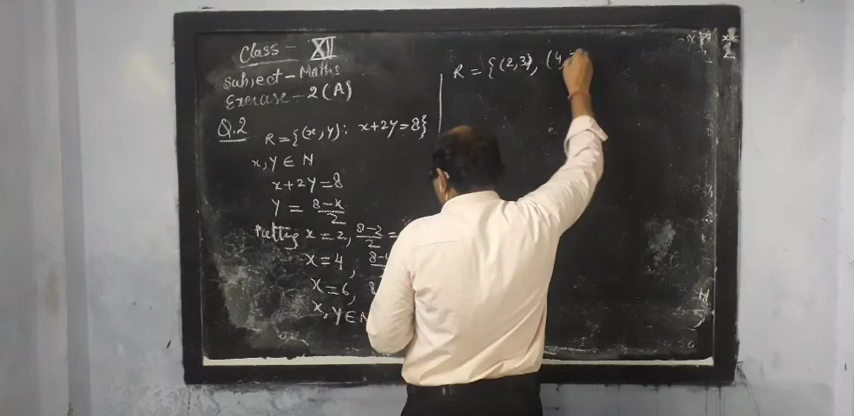 Class - XII
Subject - Maths
Exercise - 2(A)
Q.2 R = {(x, y) : x + 2y = 8}
x, y ∈ N
x + 2y = 8
y = (8 - x)/2
Putting x = 2, (8 - 2)/2 =
x = 4,
x = 6,
x, y ∈
R = {(2,3), (4,